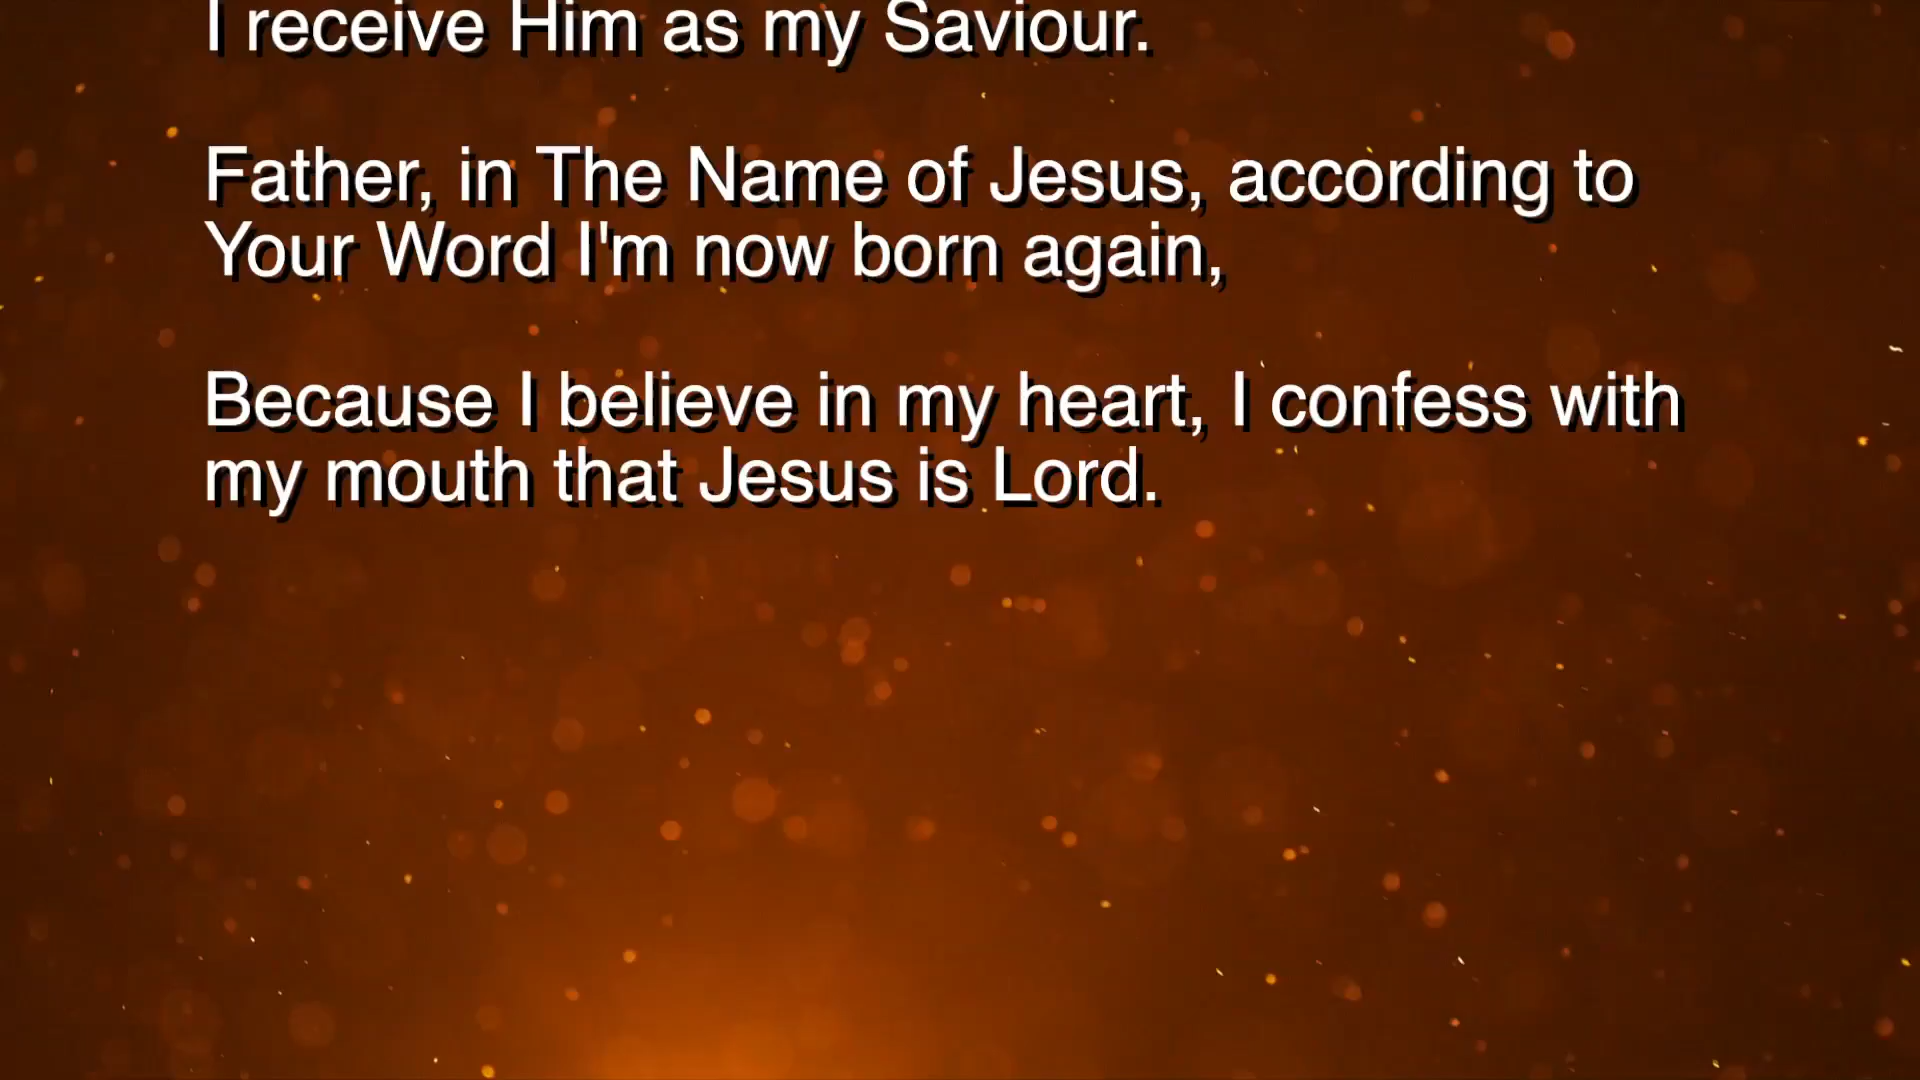 I receive Him as my Saviour.
Father, in The Name of Jesus, according to
Your Word I'm now born again,
Because I believe in my heart, I confess with
my mouth that Jesus is Lord.